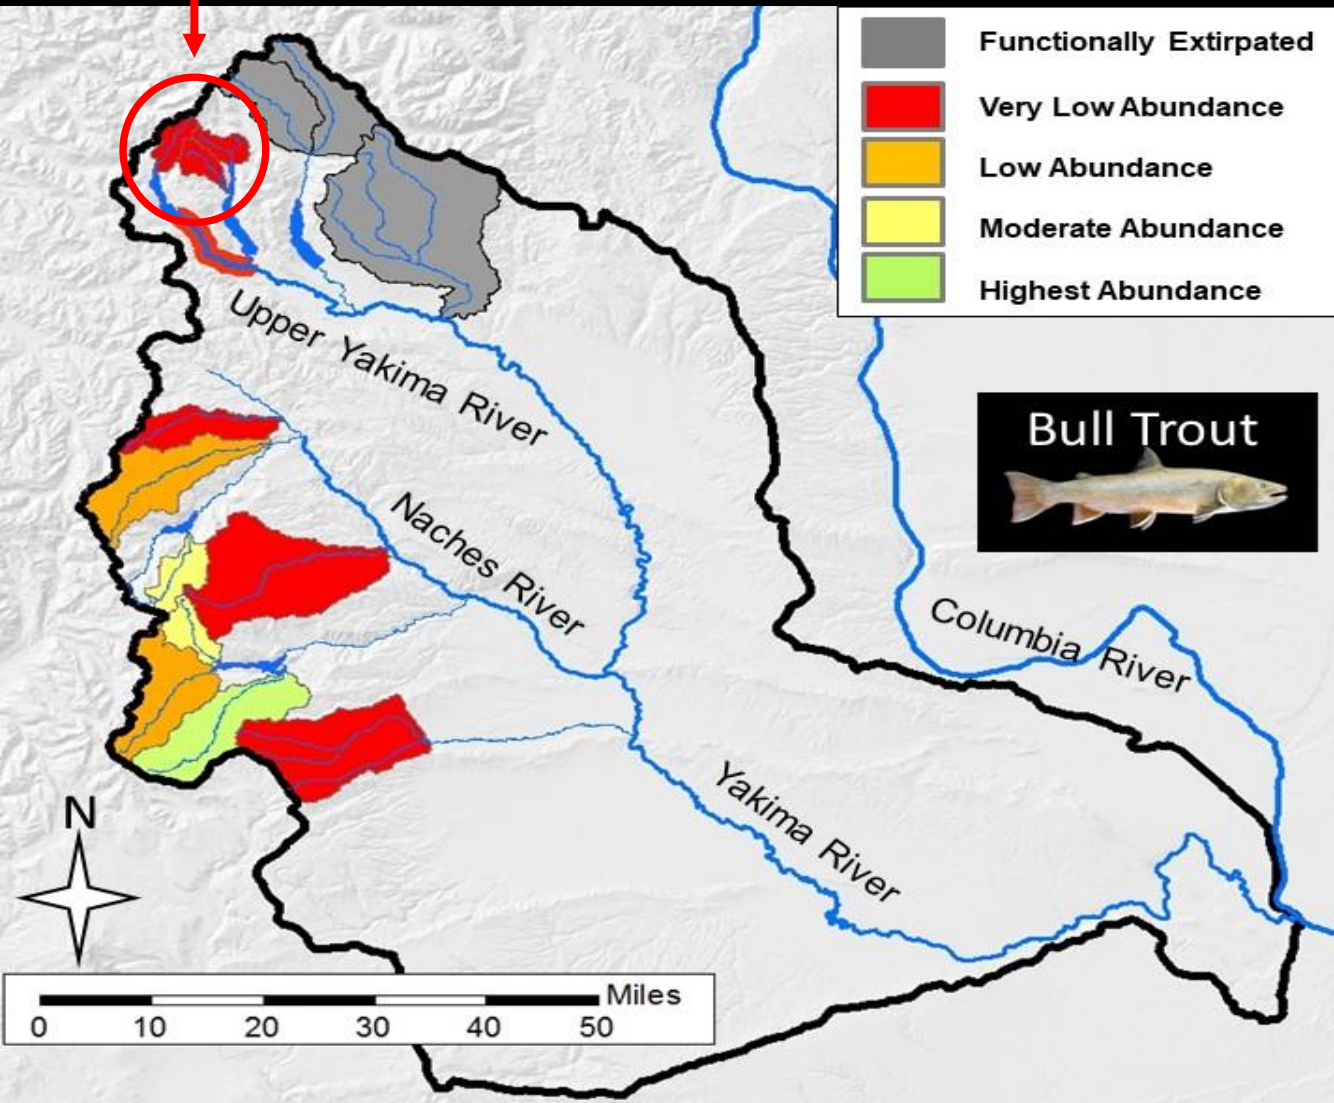 Functionally Extirpated
Very Low Abundance
Low Abundance
Moderate Abundance
Highest Abundance
Bull Trout
Upper Yakima River
Naches River
Columbia River
Yakima River
N
Miles
0 10 20 30 40 50